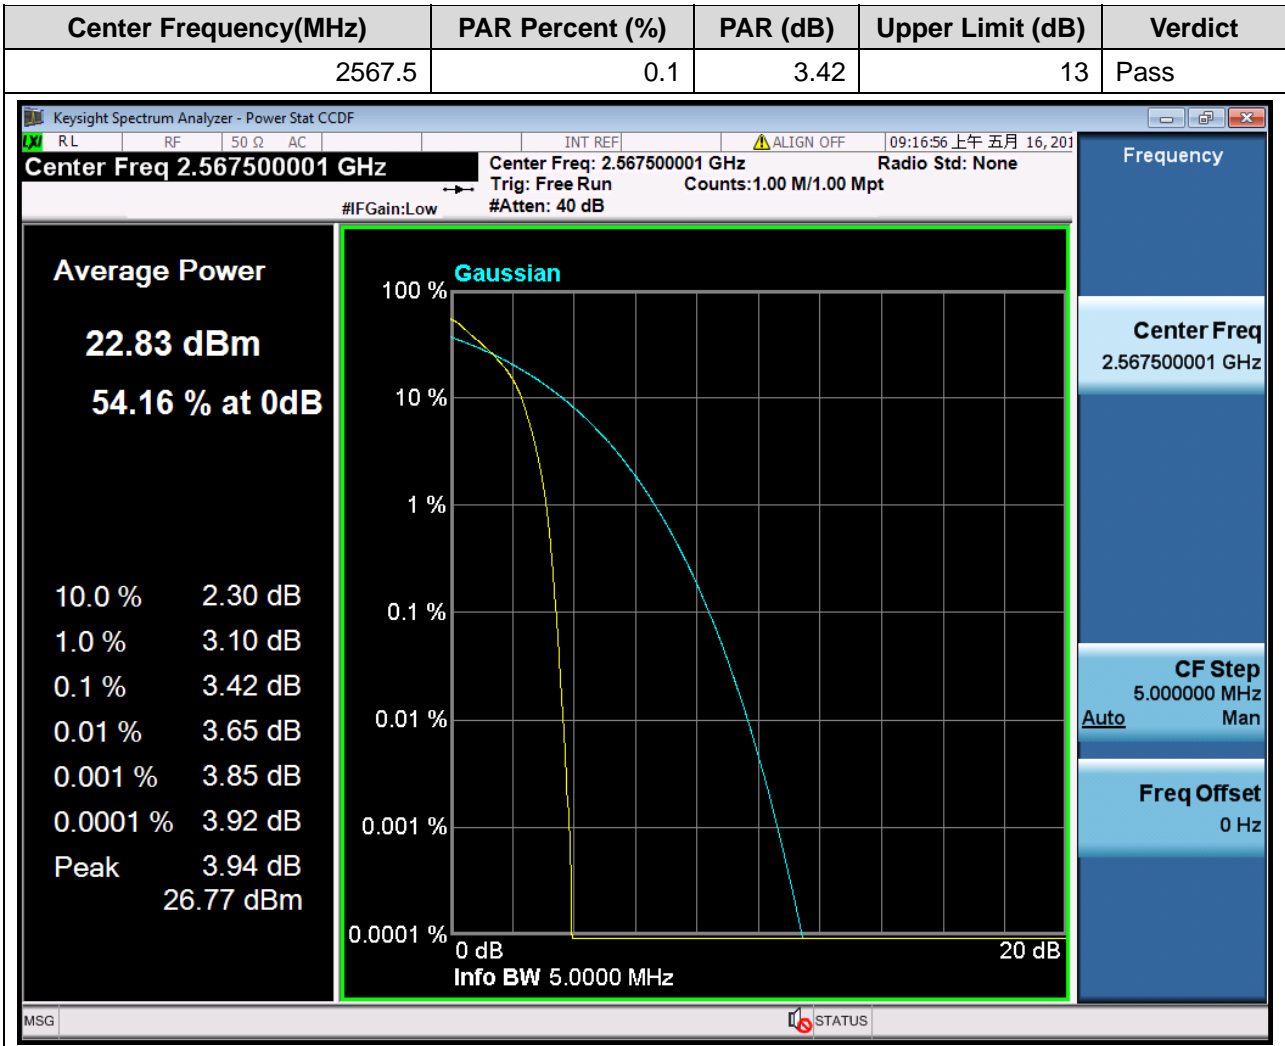 Center Frequency(MHz) PAR Percent (%) PAR (dB) Upper Limit (dB) Verdict
2567.5 0.1 3.42 13 Pass
Keysight Spectrum Analyzer - Power Stat CCDF
LXI RL RF 50 Ω AC INT REF ALIGN OFF 09:16:56 上午 五月 16, 201
Center Freq 2.567500001 GHz
Center Freq: 2.567500001 GHz Radio Std: None
Trig: Free Run Counts:1.00 M/1.00 Mpt
#IFGain:Low #Atten: 40 dB
Average Power
22.83 dBm
54.16 % at 0dB
10.0 % 2.30 dB
1.0 % 3.10 dB
0.1 % 3.42 dB
0.01 % 3.65 dB
0.001 % 3.85 dB
0.0001 % 3.92 dB
Peak 3.94 dB
26.77 dBm
Gaussian
100 %
10 %
1 %
0.1 %
0.01 %
0.001 %
0.0001 %
0 dB 20 dB
Info BW 5.0000 MHz
Frequency
Center Freq
2.567500001 GHz
CF Step
5.000000 MHz
Auto Man
Freq Offset
0 Hz
MSG STATUS